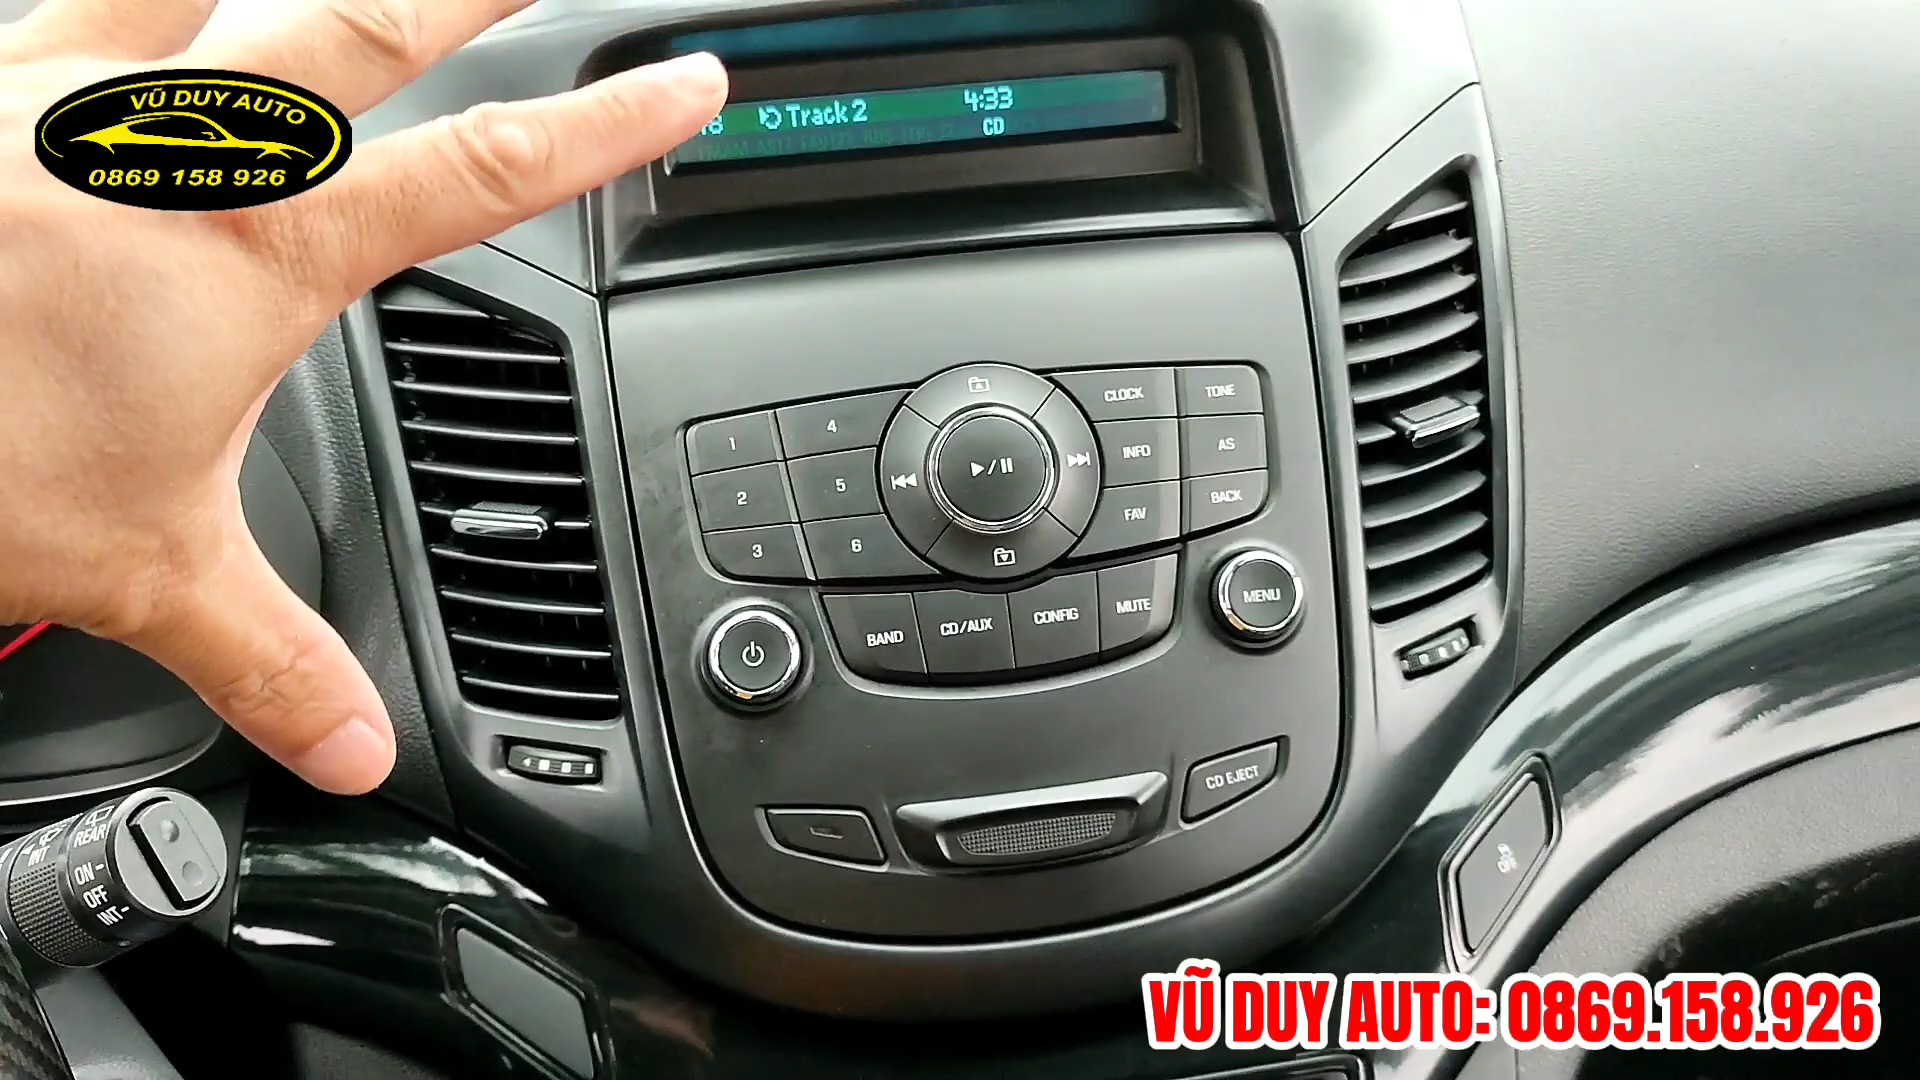 VŨ DUY AUTO
0869 158 926
Track 2
4:33
CD
1
4
CLOCK
TONE
2
5
INFO
AS
3
6
FAV
BACK
BAND
CD/AUX
CONFIG
MUTE
MENU
CD EJECT
REAR
INT
ON
OFF
INT
OFF
VŨ DUY AUTO: 0869.158.926